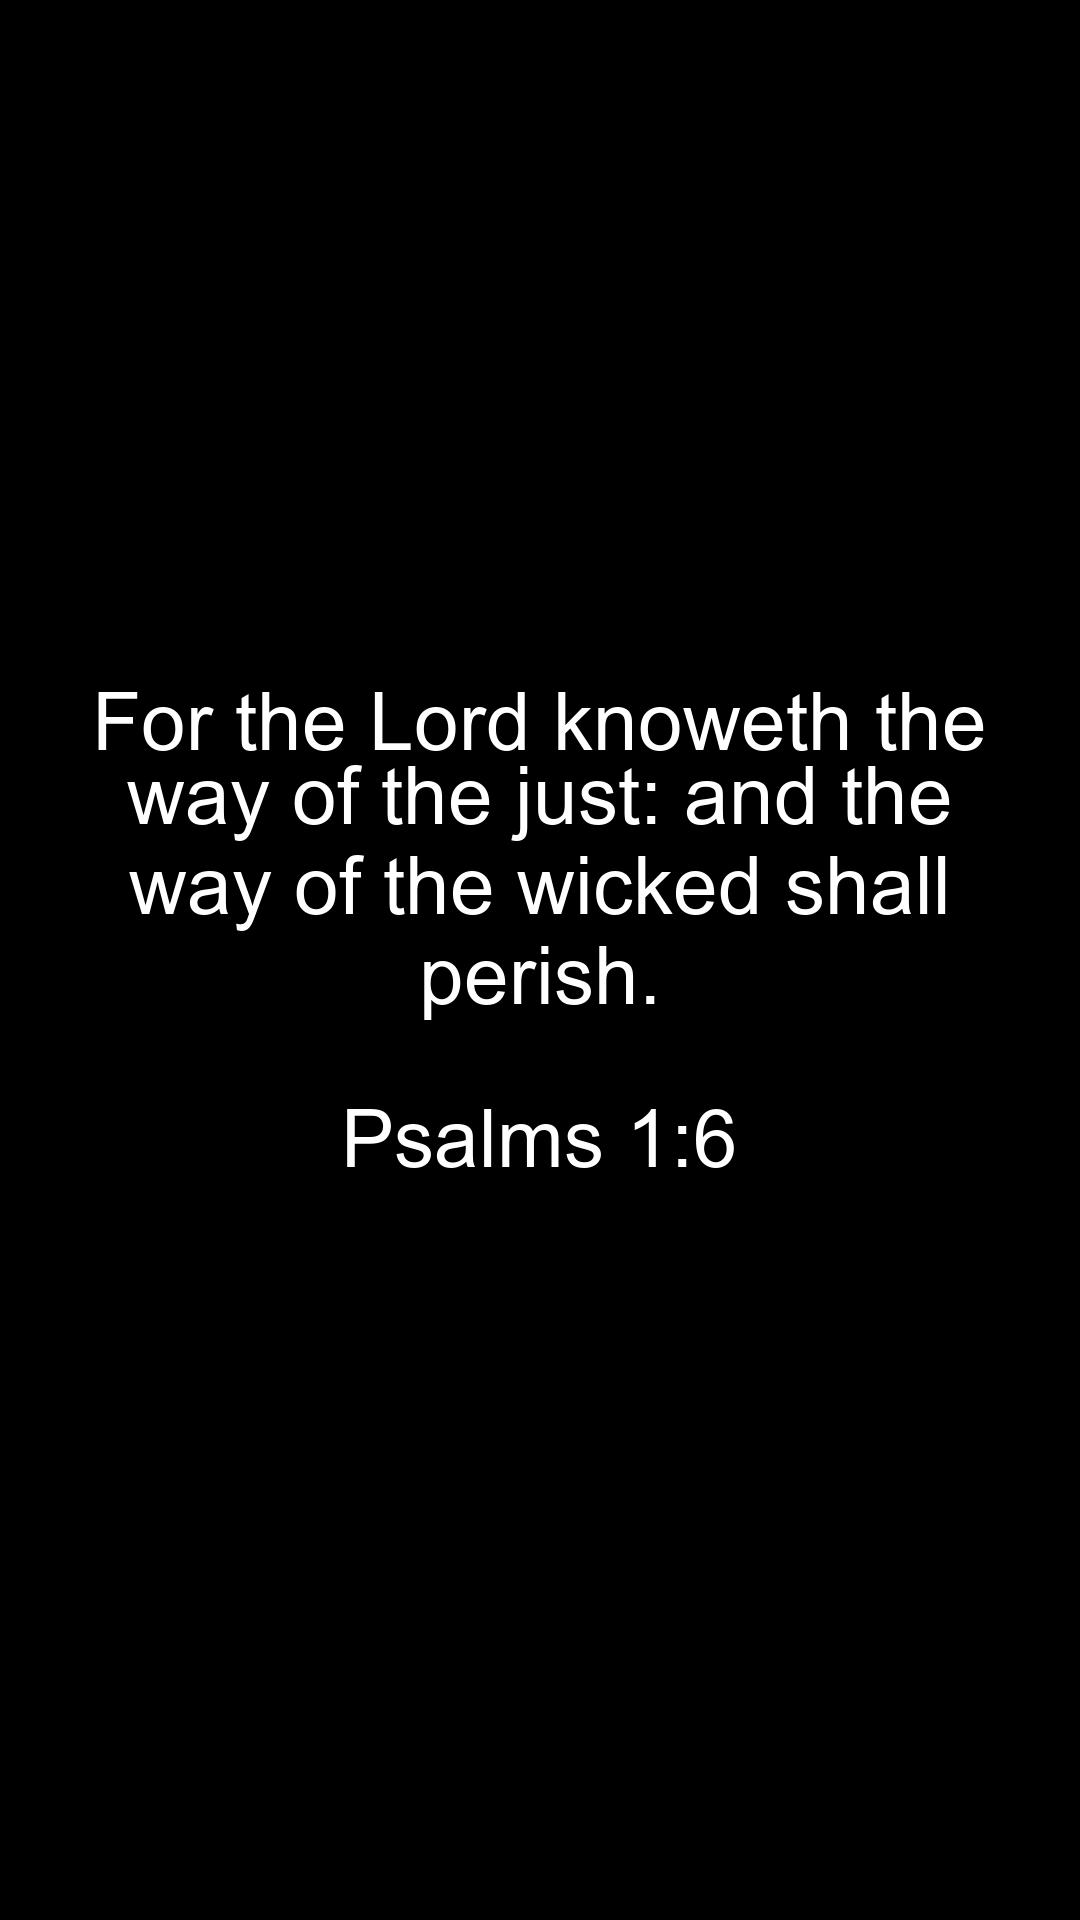 For the Lord knoweth the
way of the just: and the
way of the wicked shall
perish.
Psalms 1:6